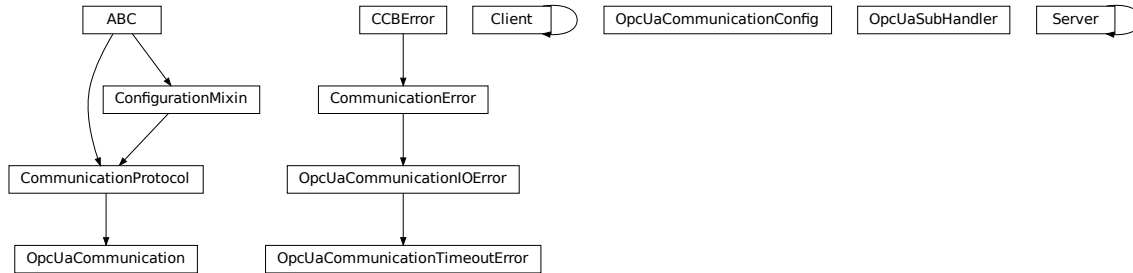 ABC
CCBError
Client
OpcUaCommunicationConfig
OpcUaSubHandler
Server
ConfigurationMixin
CommunicationError
CommunicationProtocol
OpcUaCommunicationIOError
OpcUaCommunication
OpcUaCommunicationTimeoutError